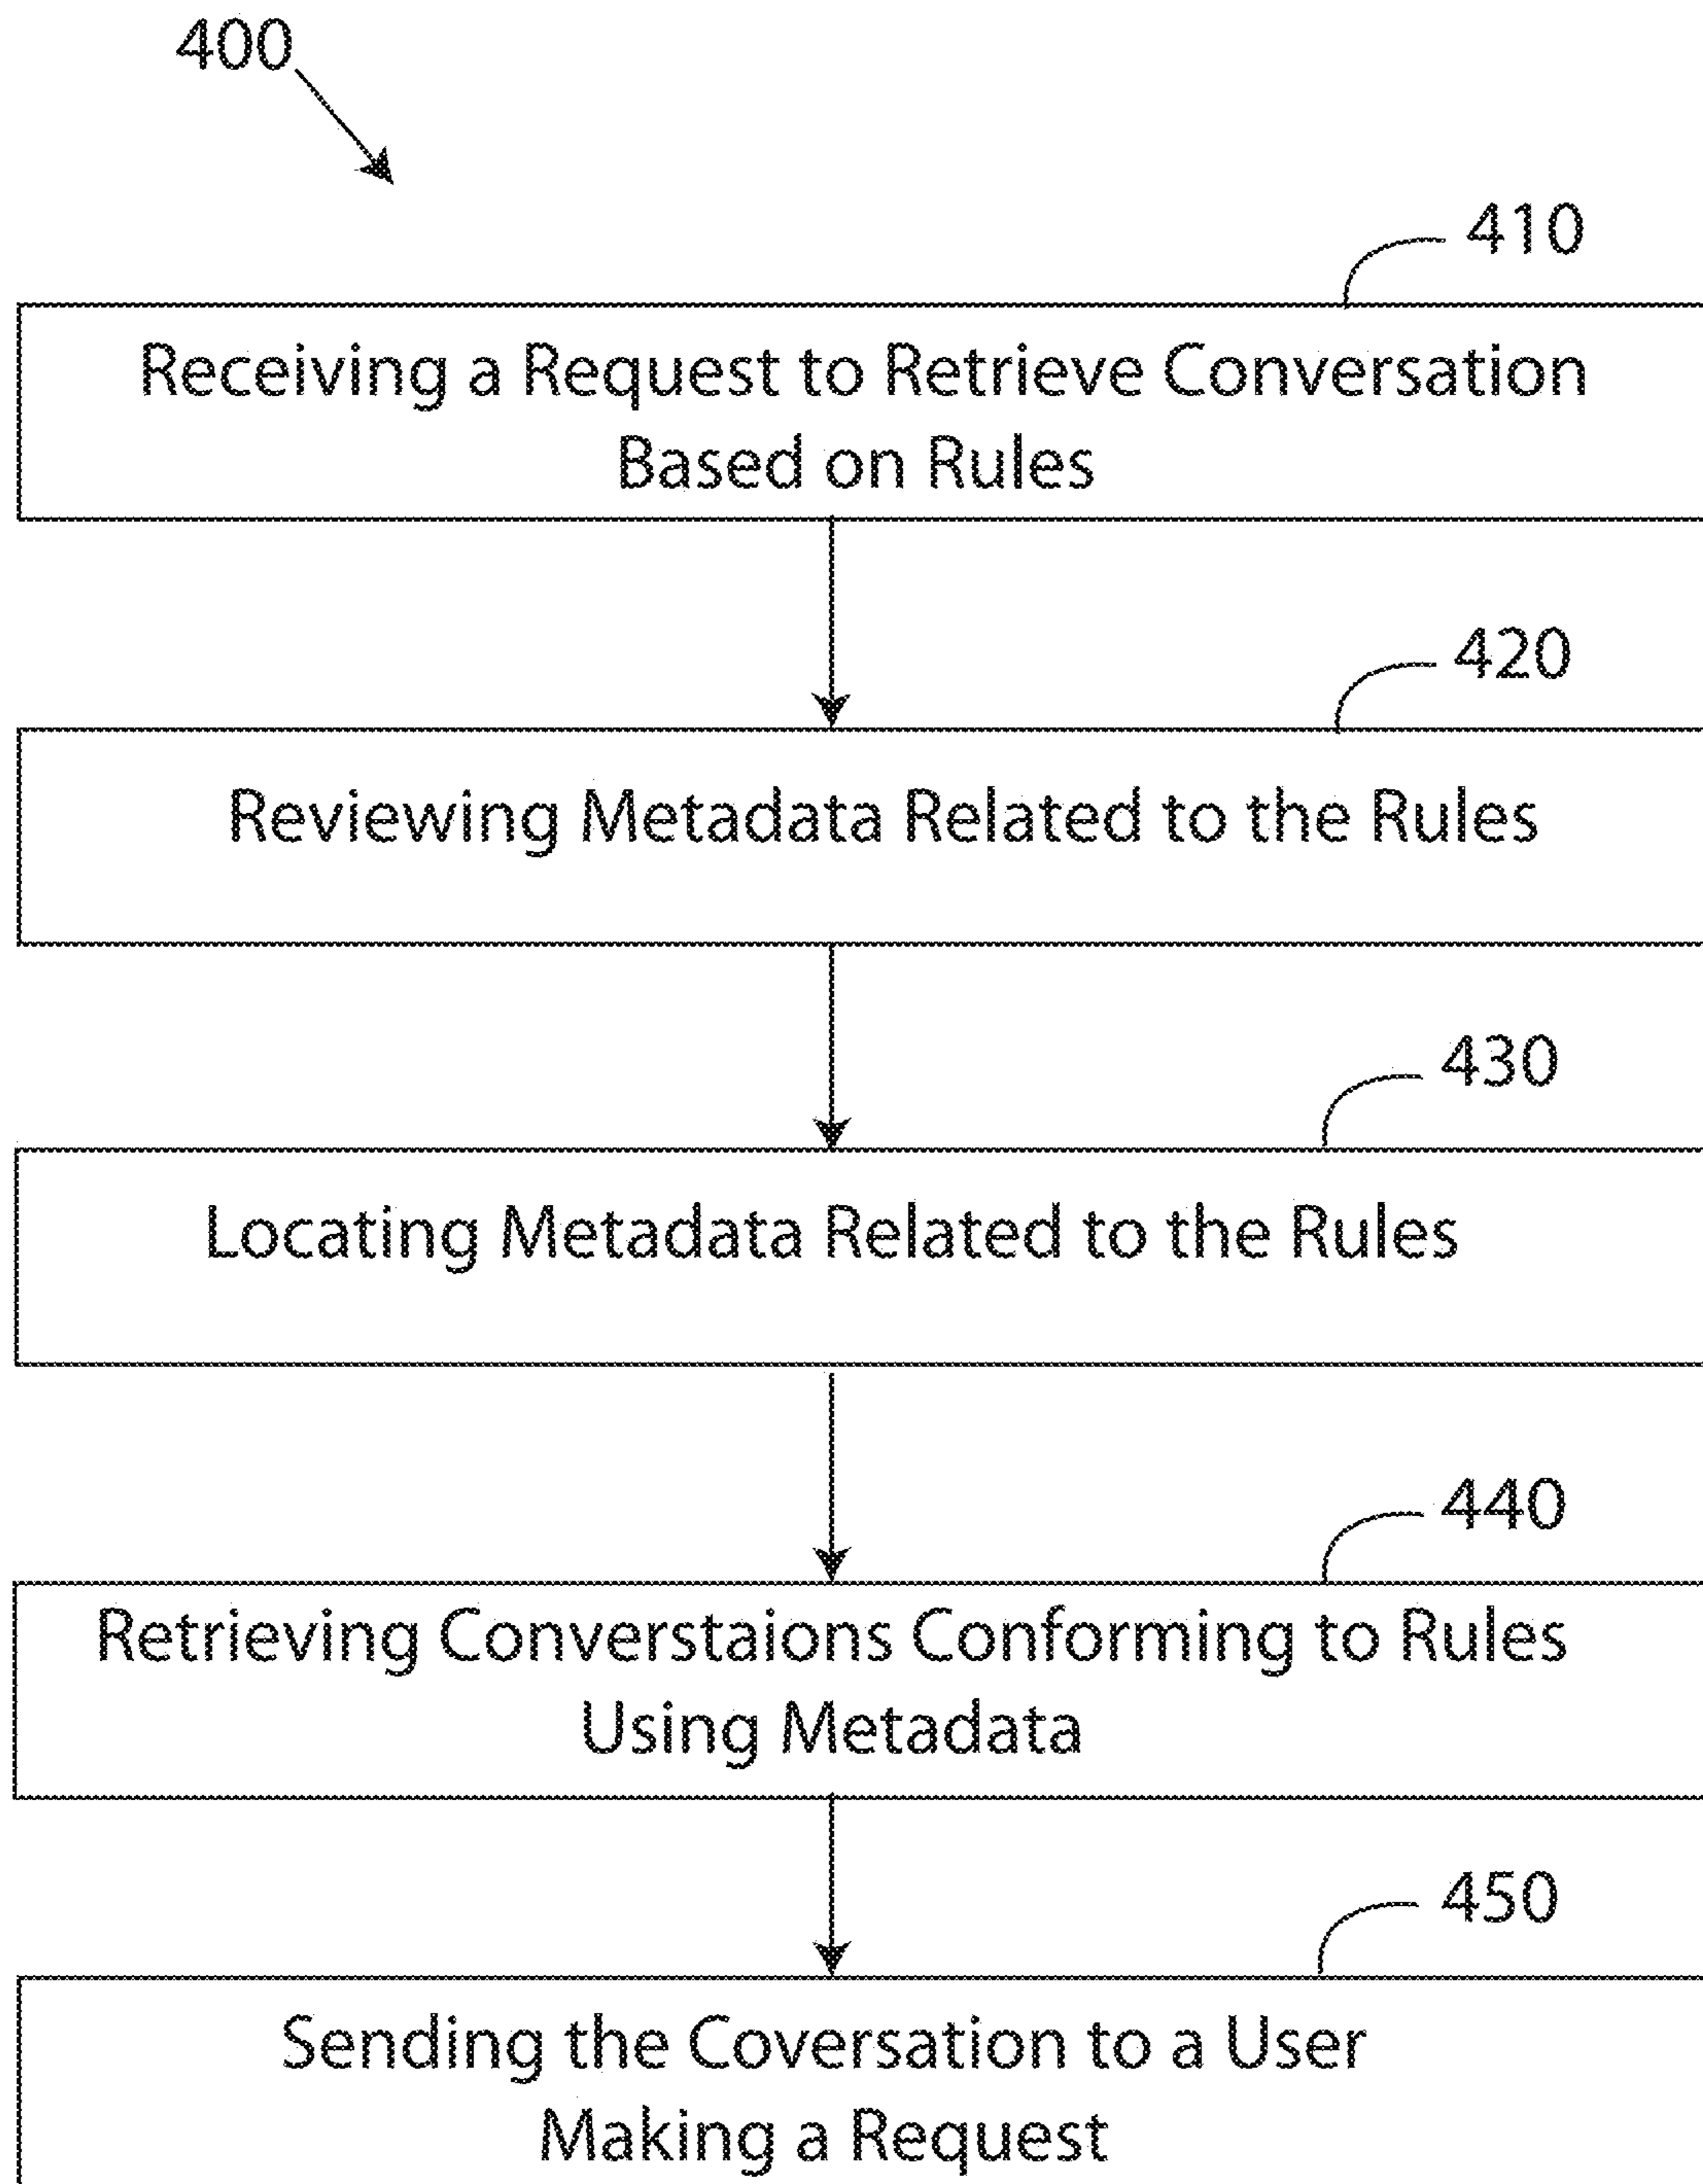 400
410
Receiving a Request to Retrieve Conversation
Based on Rules
420
Reviewing Metadata Related to the Rules
430
Locating Metadata Related to the Rules
440
Retrieving Converstaions Conforming to Rules
Using Metadata
450
Sending the Coversation to a User
Making a Request